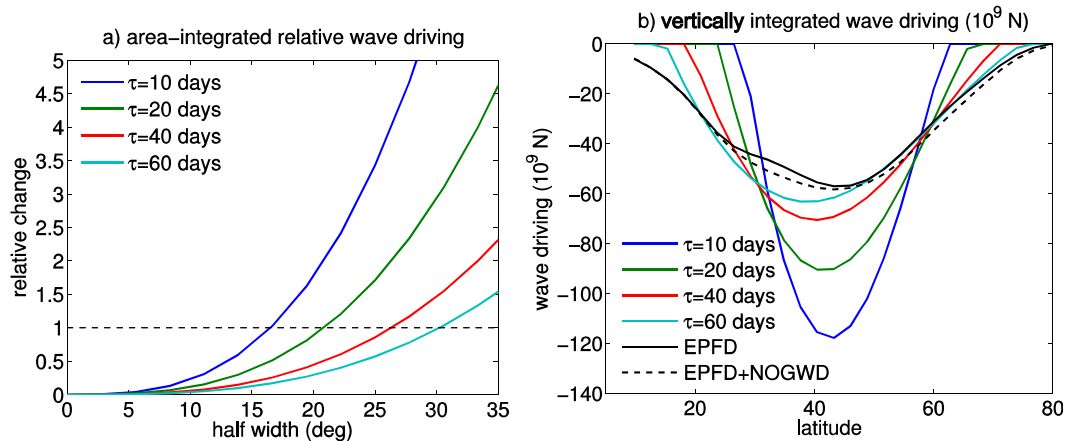 a) area−integrated relative wave driving
5
4.5
4
3.5
3
2.5
2
1.5
1
0.5
0
relative change
τ=10 days
τ=20 days
τ=40 days
τ=60 days
0 5 10 15 20 25 30 35
half width (deg)
b) vertically integrated wave driving (10⁹ N)
0
−20
−40
−60
−80
−100
−120
−140
wave driving (10⁹ N)
τ=10 days
τ=20 days
τ=40 days
τ=60 days
EPFD
EPFD+NOGWD
20 40 60 80
latitude